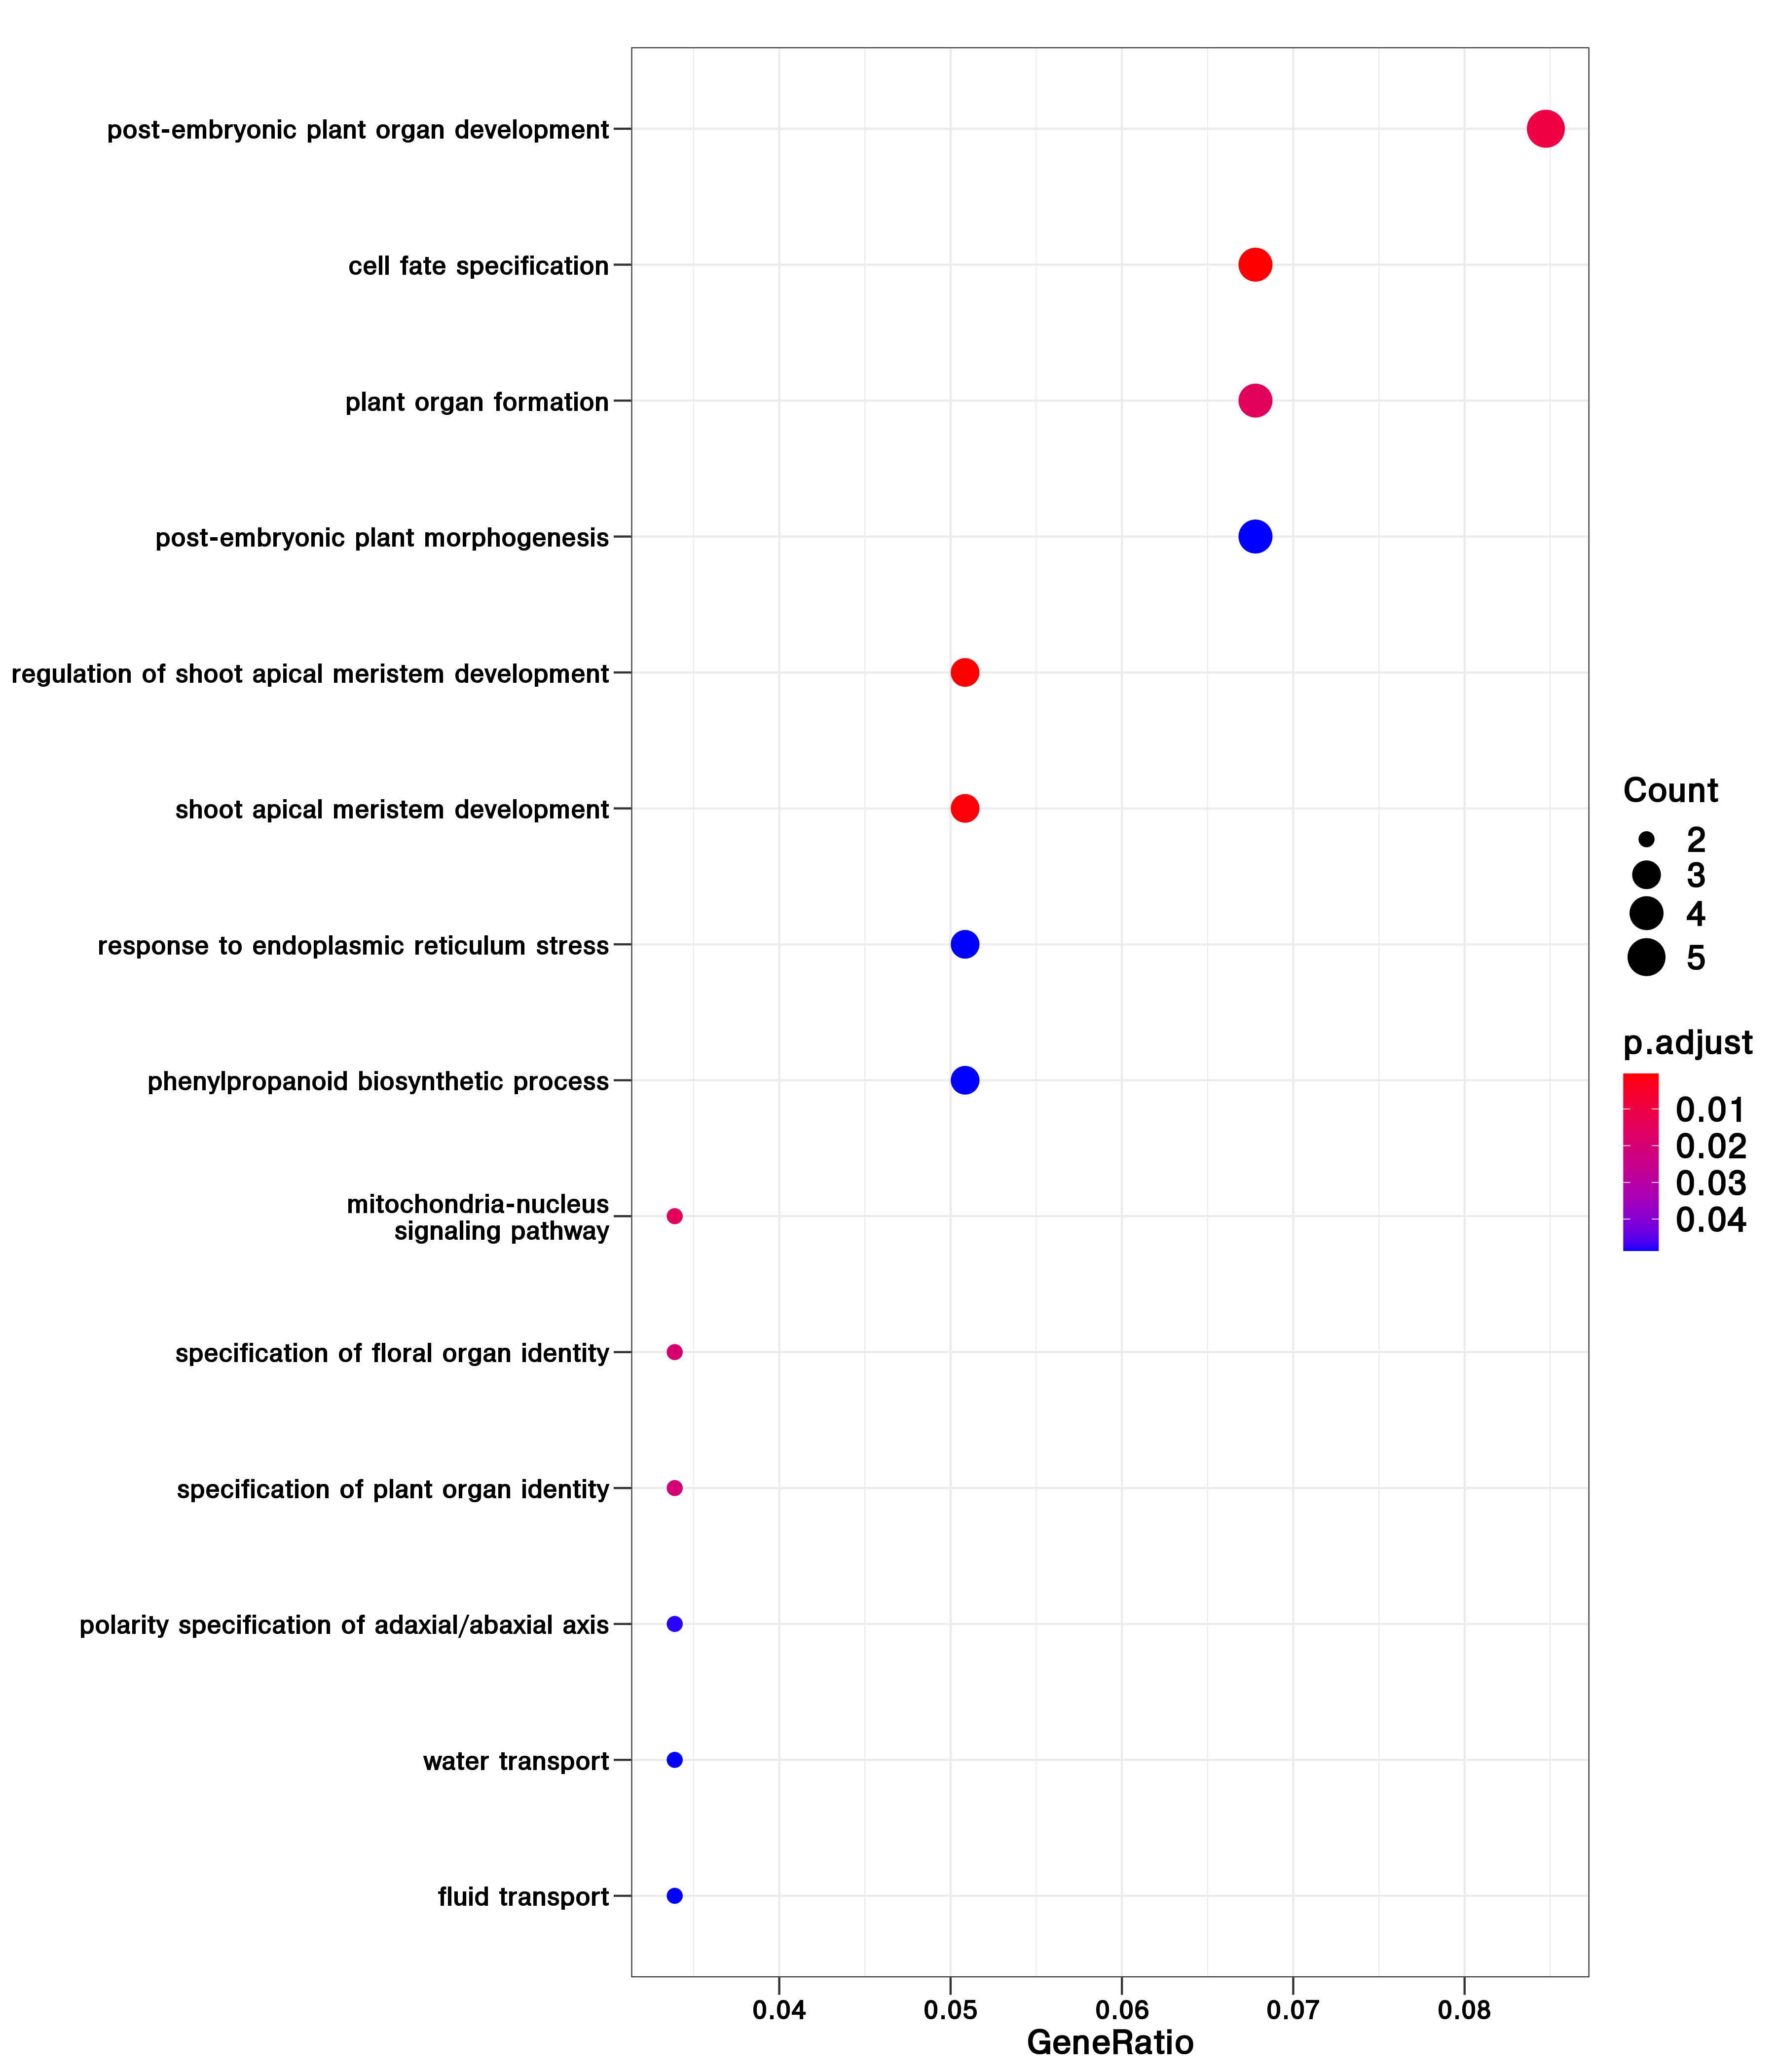 post-embryonic plant organ development
cell fate specification
plant organ formation
post-embryonic plant morphogenesis
regulation of shoot apical meristem development
shoot apical meristem development
response to endoplasmic reticulum stress
phenylpropanoid biosynthetic process
mitochondria-nucleus
signaling pathway
specification of floral organ identity
specification of plant organ identity
polarity specification of adaxial/abaxial axis
water transport
fluid transport
0.04 0.05 0.06 0.07 0.08
GeneRatio
Count
2
3
4
5
p.adjust
0.01
0.02
0.03
0.04